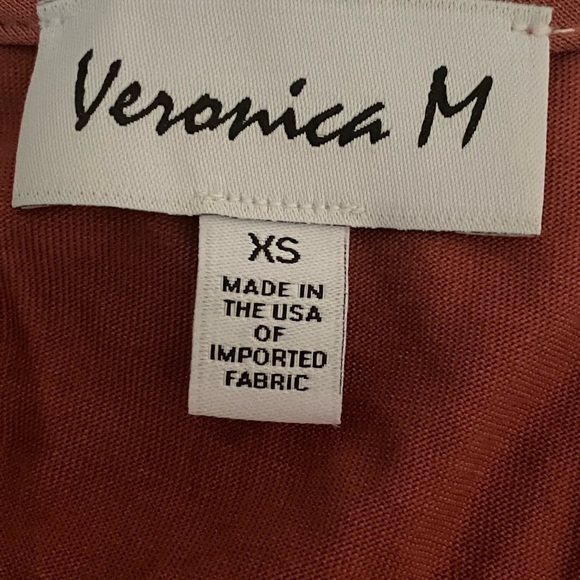 Veronica M
XS
MADE IN
THE USA
OF
IMPORTED
FABRIC